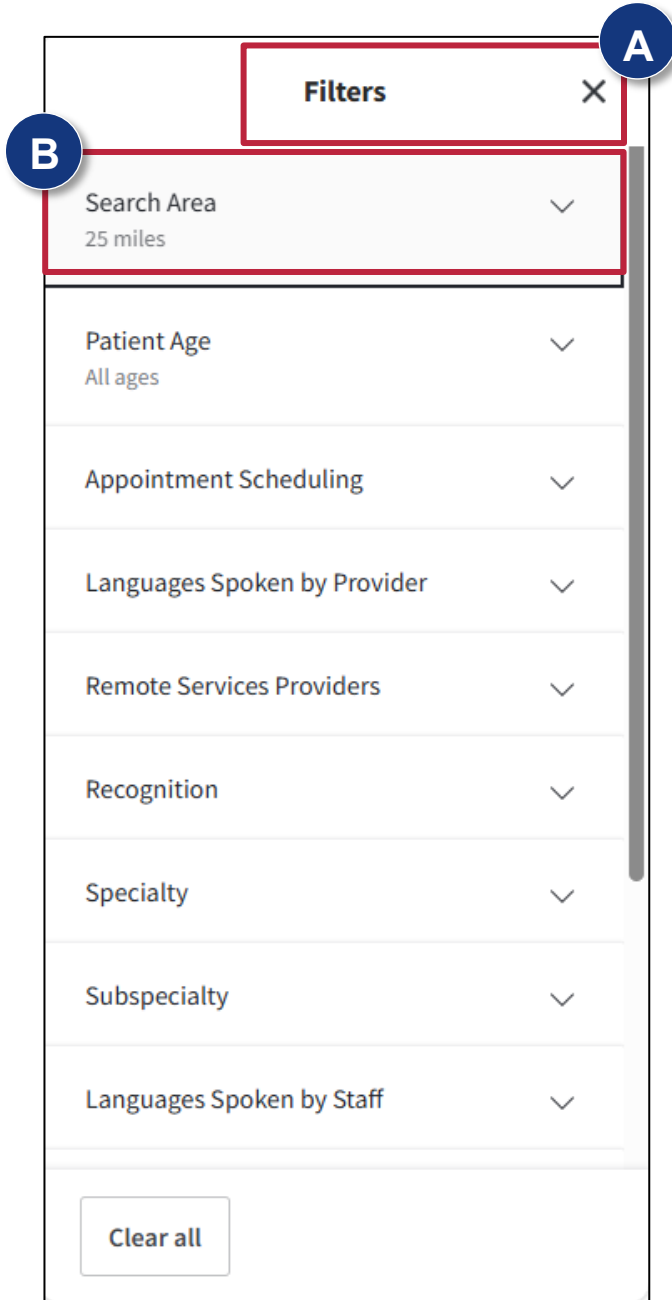 A
Filters
B
Search Area
25 miles
Patient Age
All ages
Appointment Scheduling
Languages Spoken by Provider
Remote Services Providers
Recognition
Specialty
Subspecialty
Languages Spoken by Staff
Clear all